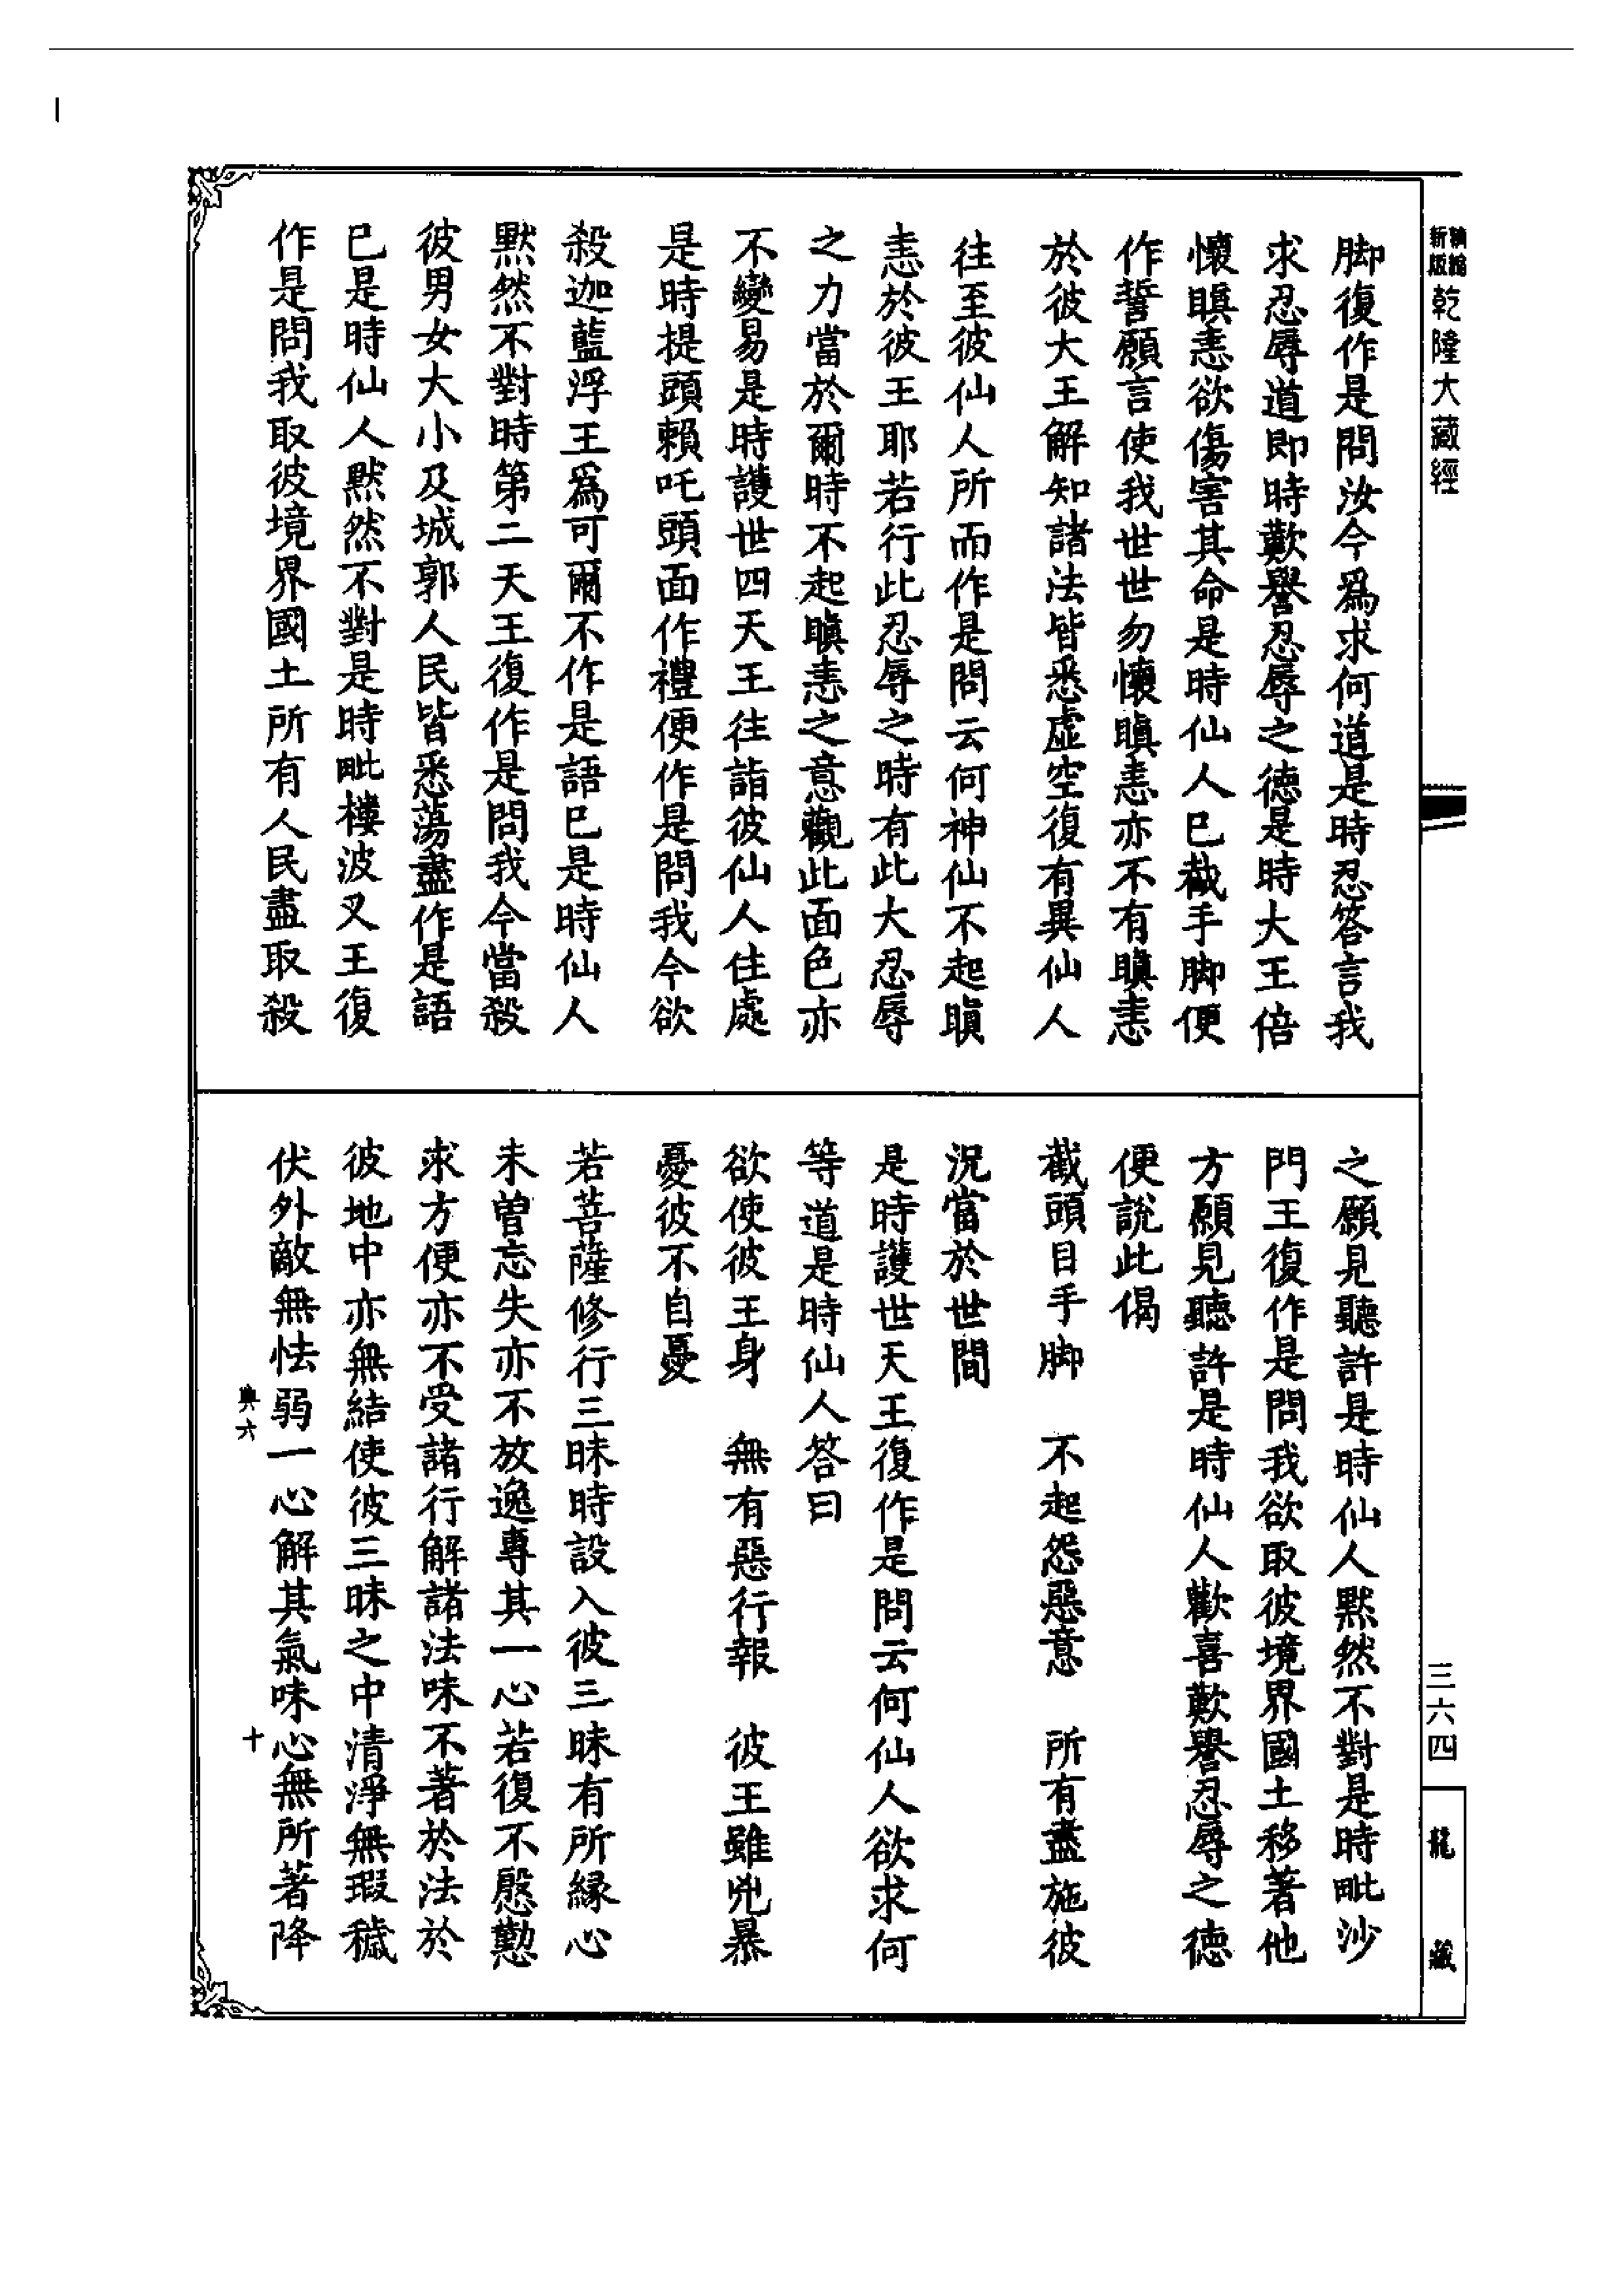 新版
乾隆大藏經
三六四
龍藏
脚復作是問汝今爲求何道是時忍答言我
求忍辱道即時歎譽忍辱之德是時大王倍
懷瞋恚欲傷害其命是時仙人已截手脚便
作誓願言使我世世勿懷瞋恚亦不有瞋恚
於彼大王解知諸法皆悉虛空復有異仙人
往至彼仙人所而作是問云何神仙不起瞋
恚於彼王耶若行此忍辱之時有此大忍辱
之力當於爾時不起瞋恚之意觀此面色亦
不變易是時護世四天王往詣彼仙人住處
是時提頭賴吒頭面作禮便作是問我今欲
殺迦藍浮王爲可爾不作是語已是時仙人
默然不對時第二天王復作是問我今當殺
彼男女大小及城郭人民皆悉蕩盡作是語
已是時仙人默然不對是時毗樓波叉王復
作是問我取彼境界國土所有人民盡取殺
之願見聽許是時仙人默然不對是時毗沙
門王復作是問我欲取彼境界國土移著他
方願見聽許是時仙人歡喜歎譽忍辱之德
便說此偈
截頭目手脚　不起怨惡意　所有盡施彼
況當於世間
是時護世天王復作是問云何仙人欲求何
等道是時仙人答曰
欲使彼王身　無有惡行報　彼王雖兇暴
憂彼不自憂
若菩薩修行三昧時設入彼三昧有所緣心
未曾忘失亦不放逸專其一心若復不慇懃
求方便亦不受諸行解諸法味不著於法於
彼地中亦無結使彼三昧之中清淨無瑕穢
伏外敵無怯弱一心解其氣味心無所著降
輿六
十